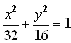 x²/32 + y²/16 = 1